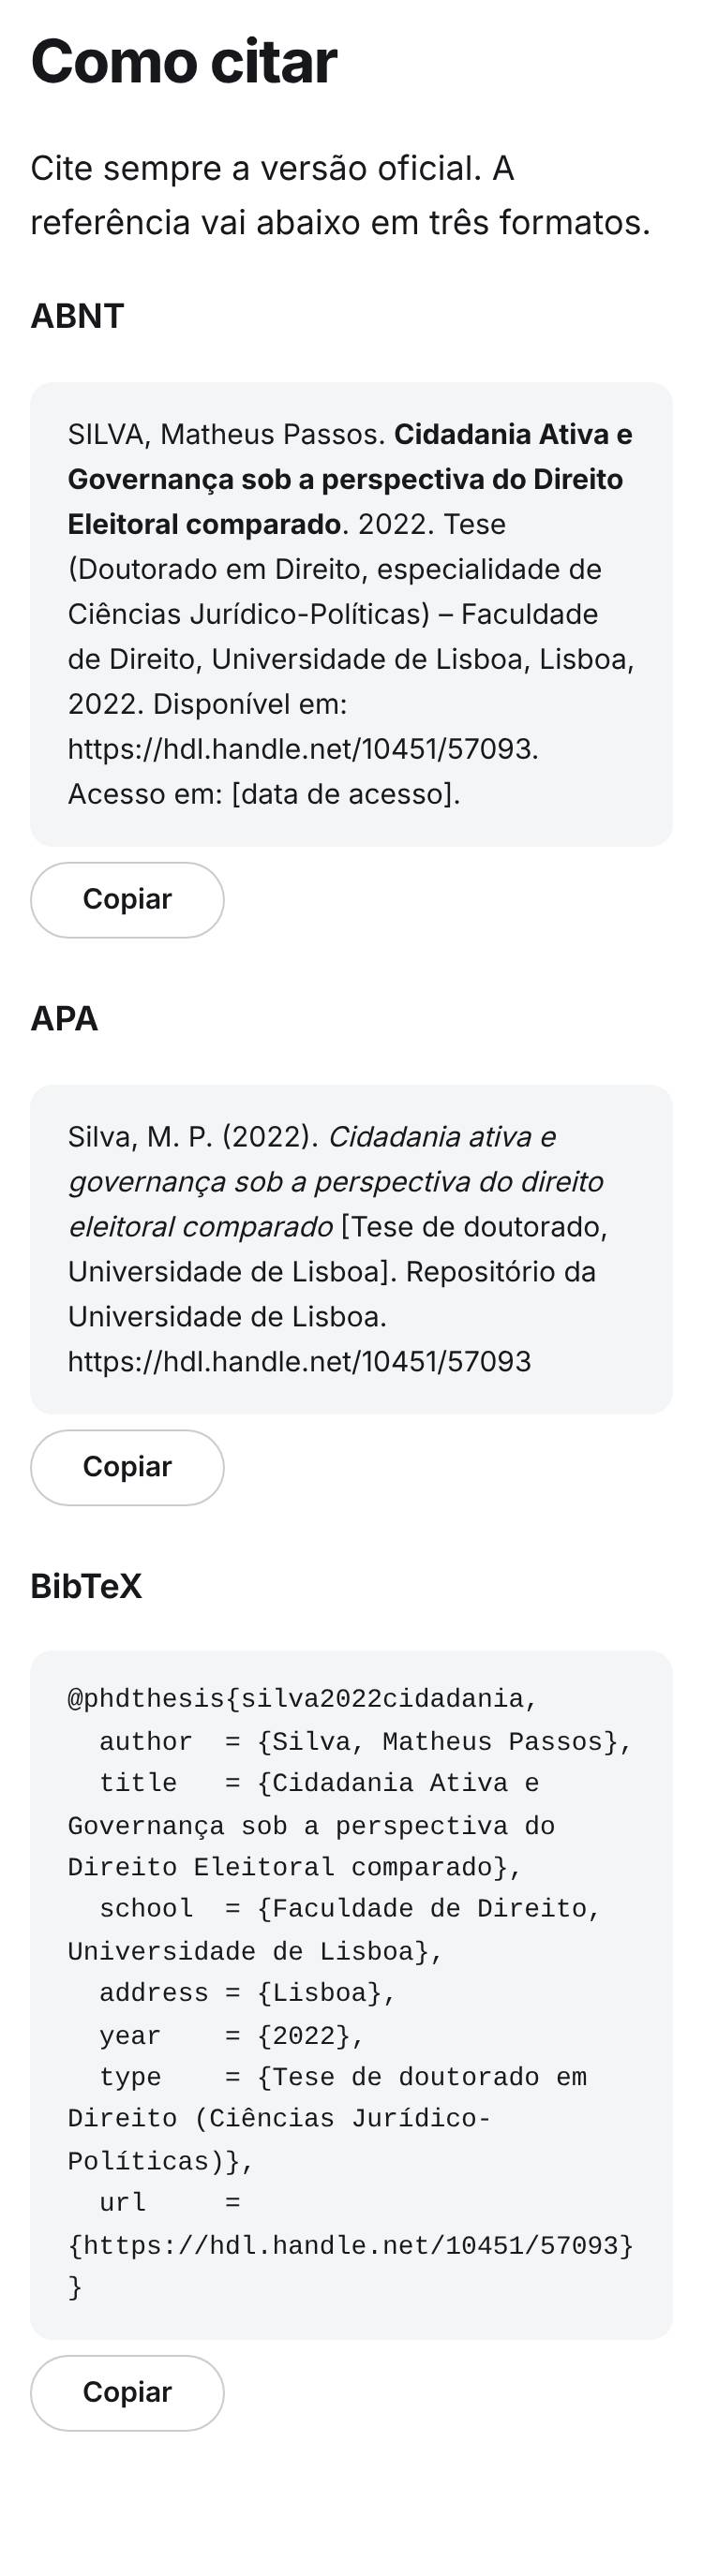 Como citar
Cite sempre a versão oficial. A
referência vai abaixo em três formatos.
ABNT
SILVA, Matheus Passos. Cidadania Ativa e
Governança sob a perspectiva do Direito
Eleitoral comparado. 2022. Tese
(Doutorado em Direito, especialidade de
Ciências Jurídico-Políticas) – Faculdade
de Direito, Universidade de Lisboa, Lisboa,
2022. Disponível em:
https://hdl.handle.net/10451/57093.
Acesso em: [data de acesso].
Copiar
APA
Silva, M. P. (2022). Cidadania ativa e
governança sob a perspectiva do direito
eleitoral comparado [Tese de doutorado,
Universidade de Lisboa]. Repositório da
Universidade de Lisboa.
https://hdl.handle.net/10451/57093
Copiar
BibTeX
@phdthesis{silva2022cidadania,
  author  = {Silva, Matheus Passos},
  title   = {Cidadania Ativa e
Governança sob a perspectiva do
Direito Eleitoral comparado},
  school  = {Faculdade de Direito,
Universidade de Lisboa},
  address = {Lisboa},
  year    = {2022},
  type    = {Tese de doutorado em
Direito (Ciências Jurídico-
Políticas)},
  url     =
{https://hdl.handle.net/10451/57093}
}
Copiar